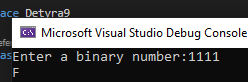 ace Detyra9
Microsoft Visual Studio Debug Console
Enter a binary number:1111
F